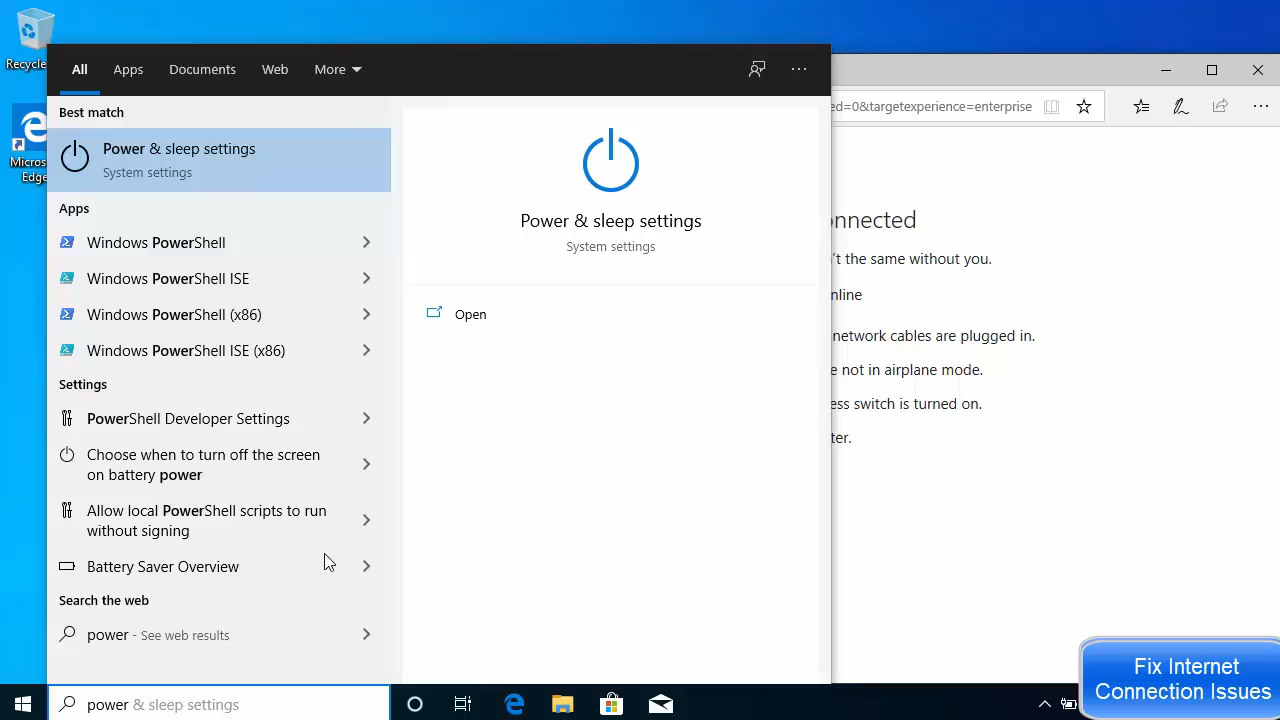 Recycle
Micros
Edge
All
Apps
Documents
Web
More
...
Best match
Power & sleep settings
System settings
Apps
Windows PowerShell
Windows PowerShell ISE
Windows PowerShell (x86)
Windows PowerShell ISE (x86)
Settings
PowerShell Developer Settings
Choose when to turn off the screen
on battery power
Allow local PowerShell scripts to run
without signing
Battery Saver Overview
Search the web
power - See web results
Power & sleep settings
System settings
Open
ed=0&targetexperience=enterprise
nnected
't the same without you.
nline
network cables are plugged in.
e not in airplane mode.
ess switch is turned on.
ter.
Fix Internet
Connection Issues
power & sleep settings